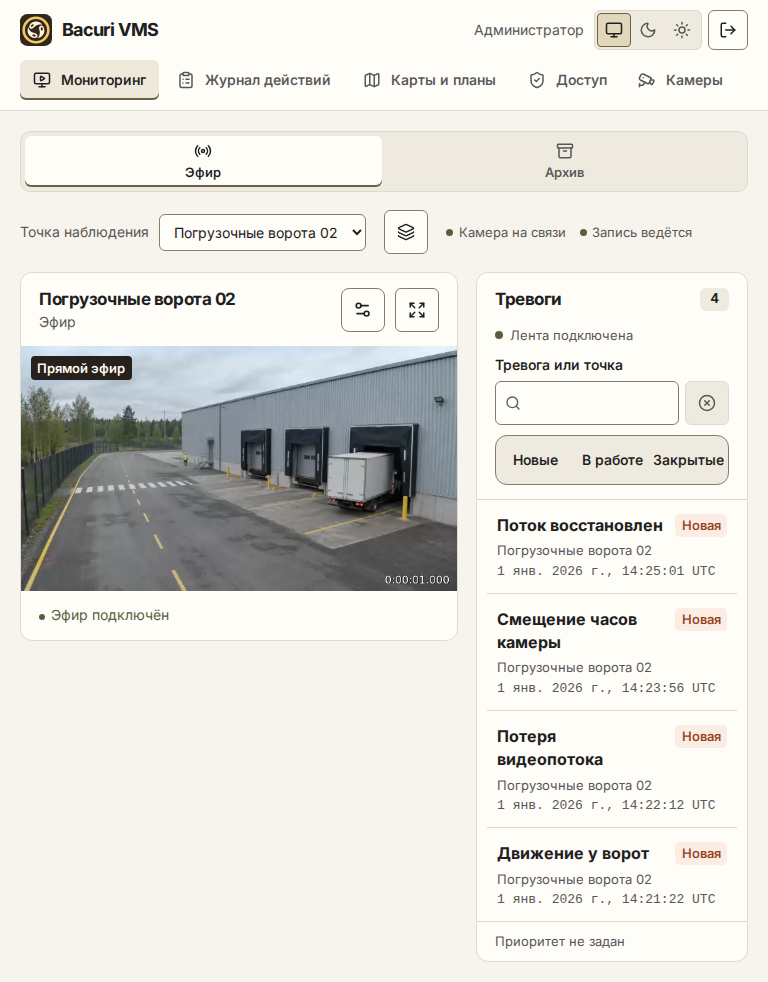 Bacuri VMS
Администратор
Мониторинг
Журнал действий
Карты и планы
Доступ
Камеры
Эфир
Архив
Точка наблюдения
Погрузочные ворота 02
Камера на связи
Запись ведётся
Погрузочные ворота 02
Эфир
Прямой эфир
0:00:01.000
Эфир подключён
Тревоги
4
Лента подключена
Тревога или точка
Новые
В работе
Закрытые
Поток восстановлен
Новая
Погрузочные ворота 02
1 янв. 2026 г., 14:25:01 UTC
Смещение часов
камеры
Новая
Погрузочные ворота 02
1 янв. 2026 г., 14:23:56 UTC
Потеря
видеопотока
Новая
Погрузочные ворота 02
1 янв. 2026 г., 14:22:12 UTC
Движение у ворот
Новая
Погрузочные ворота 02
1 янв. 2026 г., 14:21:22 UTC
Приоритет не задан